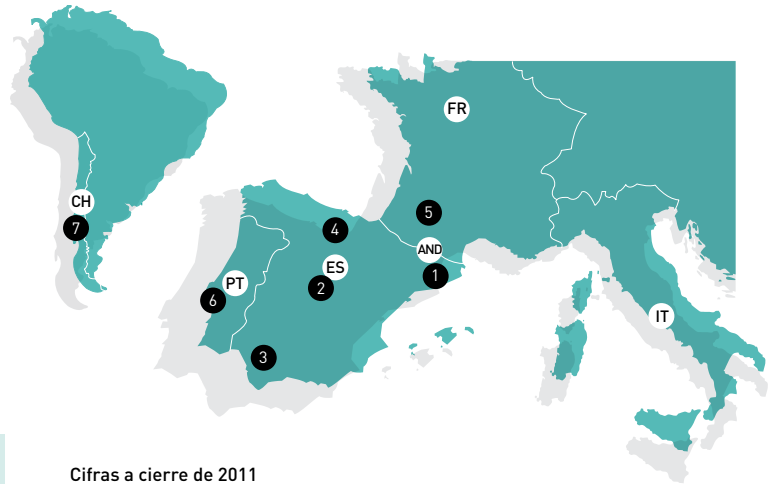 FR
CH
7
5
4
AND
ES
1
PT
2
6
IT
3
Cifras a cierre de 2011